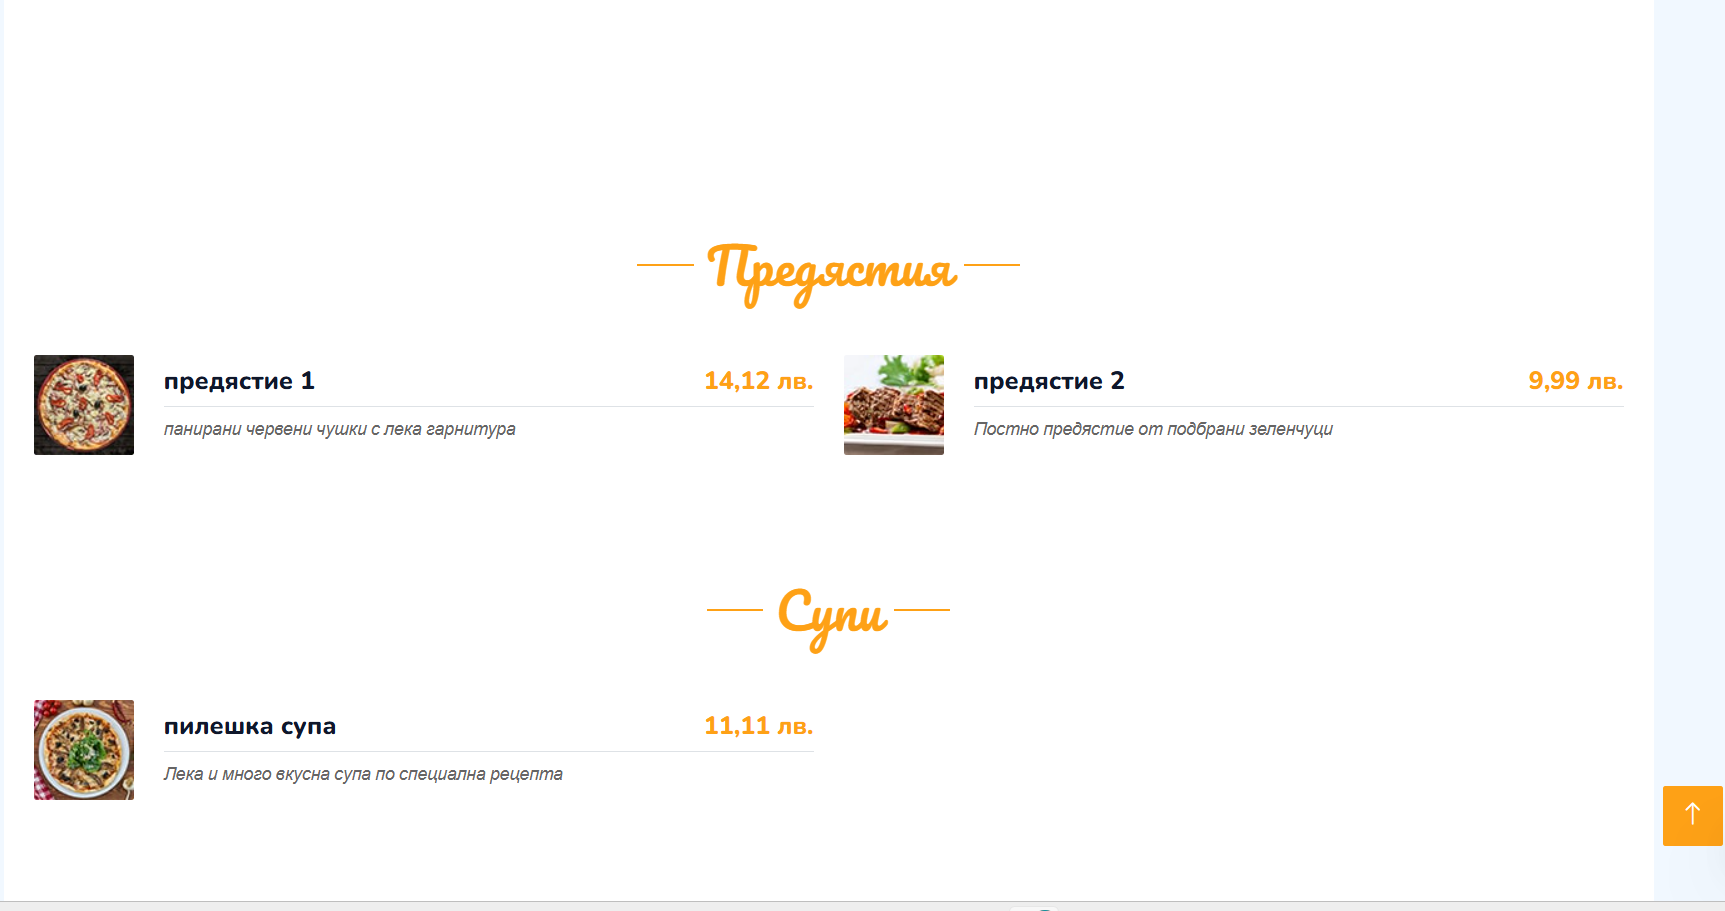 Предястия
предястие 1 14,12 лв.
панирани червени чушки с лека гарнитура
предястие 2 9,99 лв.
Постно предястие от подбрани зеленчуци
Супи
пилешка супа 11,11 лв.
Лека и много вкусна супа по специална рецепта